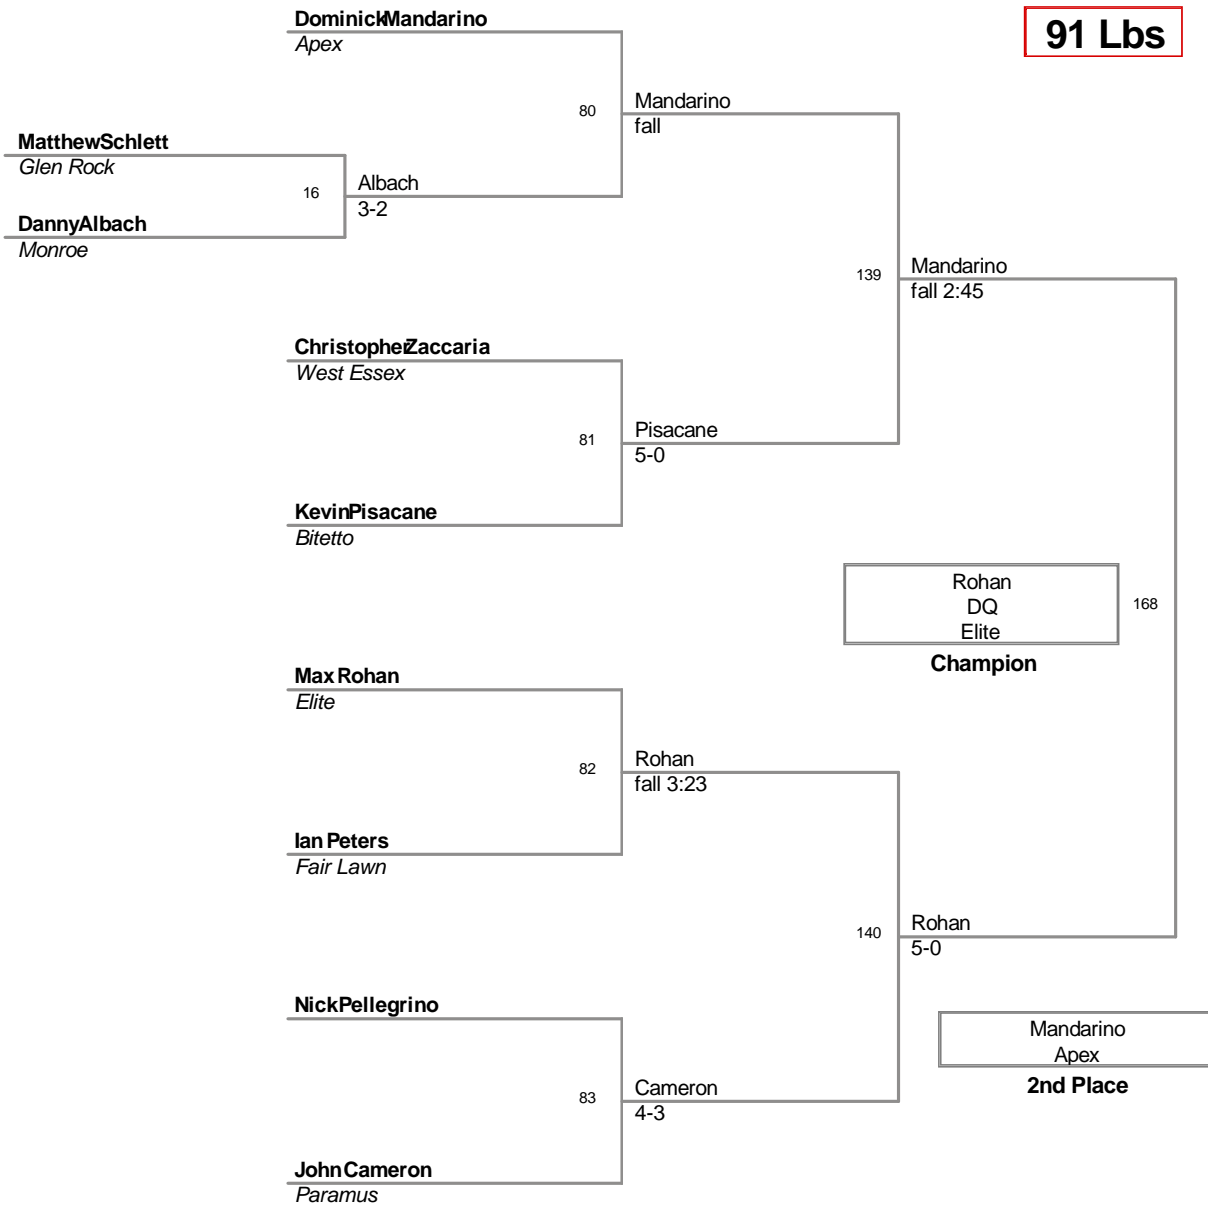 91 Lbs
DominickMandarino
Apex
80
Mandarino
fall
MatthewSchlett
Glen Rock
16
Albach
3-2
DannyAlbach
Monroe
139
Mandarino
fall 2:45
ChristopherZaccaria
West Essex
81
Pisacane
5-0
KevinPisacane
Bitetto
Rohan
DQ
Elite
168
Champion
Max Rohan
Elite
82
Rohan
fall 3:23
Ian Peters
Fair Lawn
140
Rohan
5-0
NickPellegrino
Mandarino
Apex
2nd Place
83
Cameron
4-3
JohnCameron
Paramus